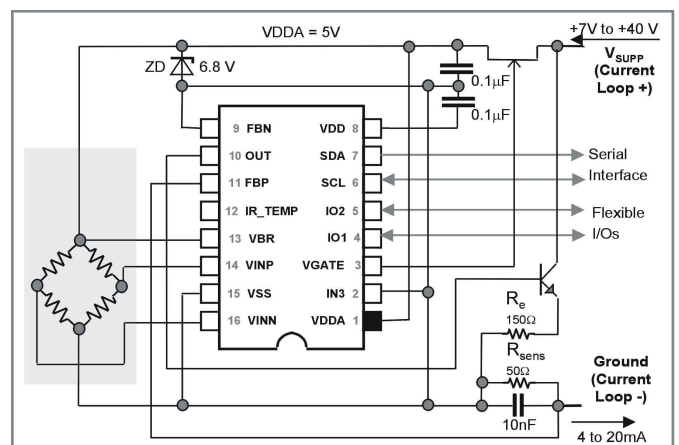 VDDA = 5V
+7V to +40 V
V_SUPP
(Current
Loop +)
ZD
6.8 V
0.1µF
0.1µF
9 FBN
VDD 8
10 OUT
SDA 7
Serial
11 FBP
SCL 6
Interface
12 IR_TEMP
IO2 5
Flexible
13 VBR
IO1 4
I/Os
14 VINP
VGATE 3
15 VSS
IN3 2
R_e
150Ω
16 VINN
VDDA 1
R_sens
50Ω
Ground
(Current
Loop -)
10nF
4 to 20mA